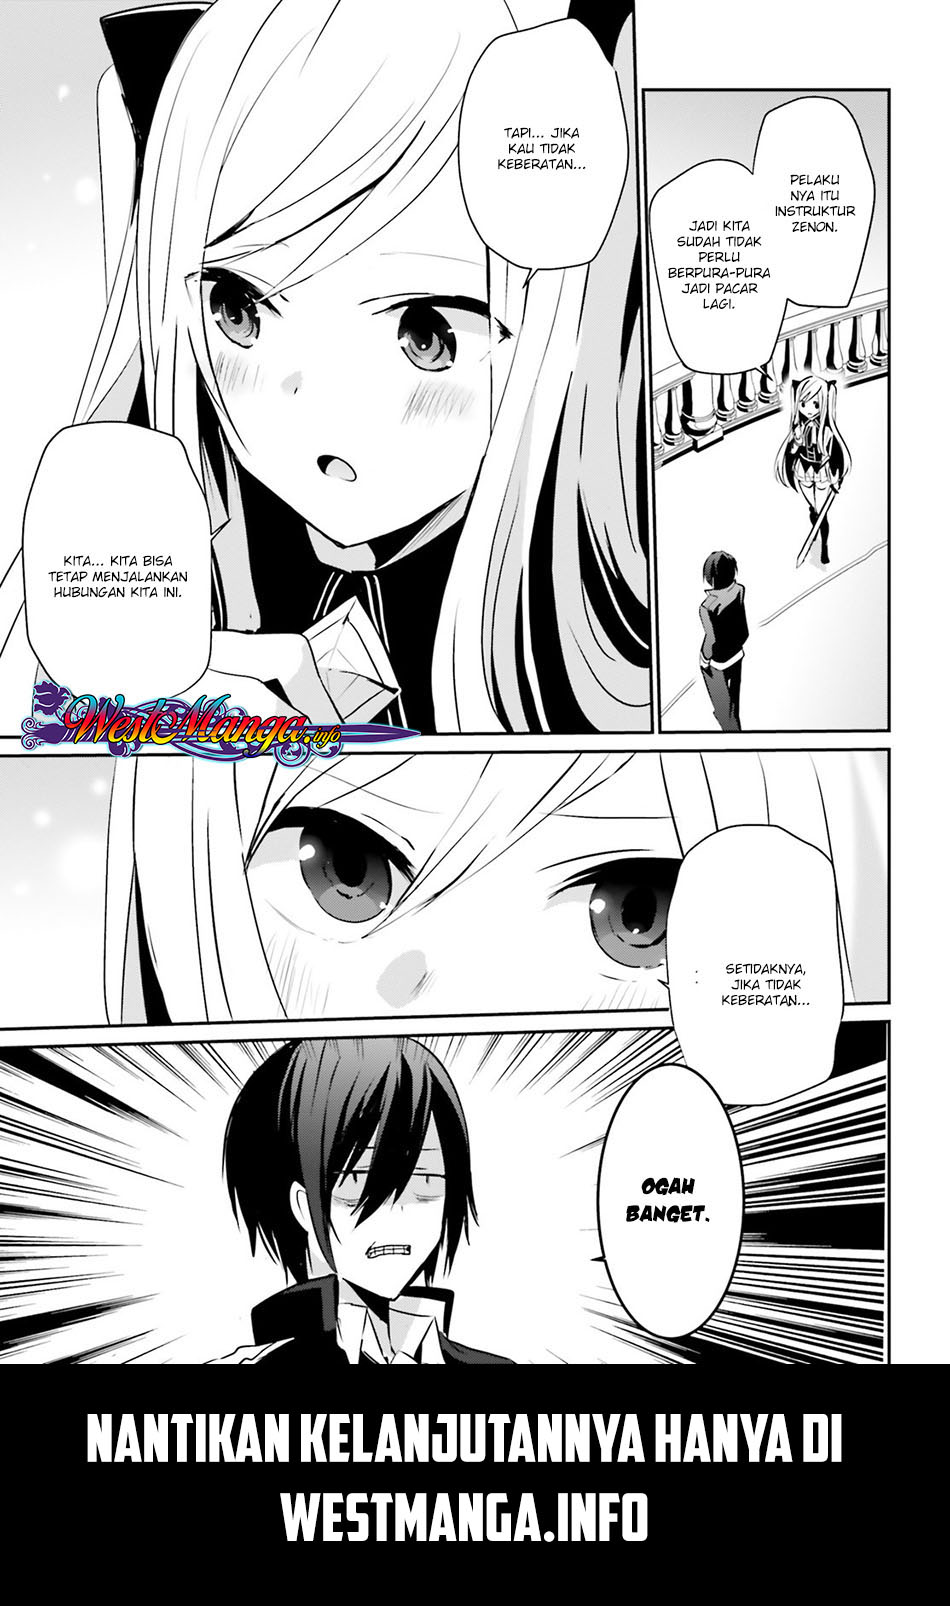 PELAKU
NYA ITU
INSTRUKTUR
ZENON.
JADI KITA
SUDAH TIDAK
PERLU
BERPURA-PURA
JADI PACAR
LAGI.
TAPI... JIKA
KAU TIDAK
KEBERATAN...
KITA... KITA BISA
TETAP MENJALANKAN
HUBUNGAN KITA INI.
WestManga.info
SETIDAKNYA,
JIKA TIDAK
KEBERATAN...
OGAH
BANGET.
NANTIKAN KELANJUTANNYA HANYA DI
WESTMANGA.INFO